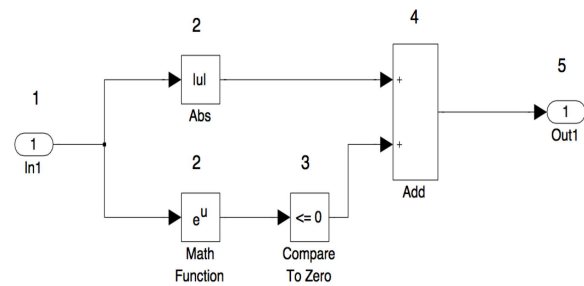 4
2
5
1
|u|
+
1
1
Abs
Out1
In1
2
3
+
e^u
<= 0
Add
Math
Function
Compare
To Zero